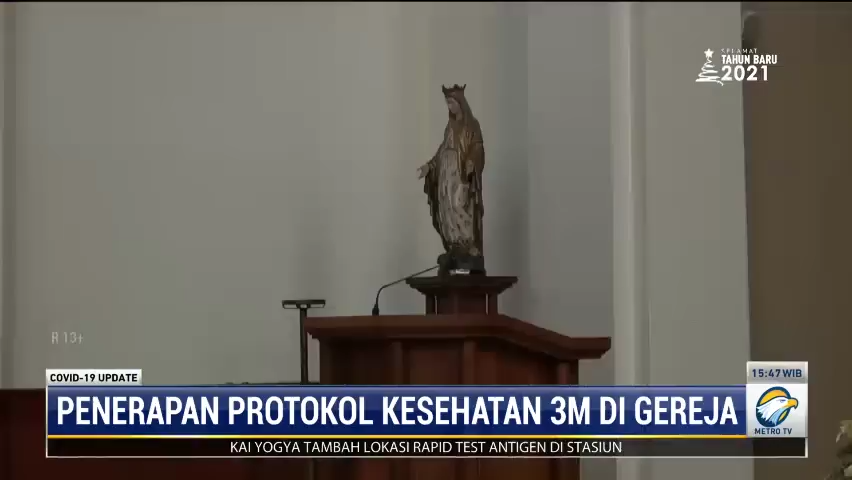 SELAMAT
TAHUN BARU
2021
R 13+
COVID-19 UPDATE
15:47 WIB
PENERAPAN PROTOKOL KESEHATAN 3M DI GEREJA
METRO TV
KAI YOGYA TAMBAH LOKASI RAPID TEST ANTIGEN DI STASIUN